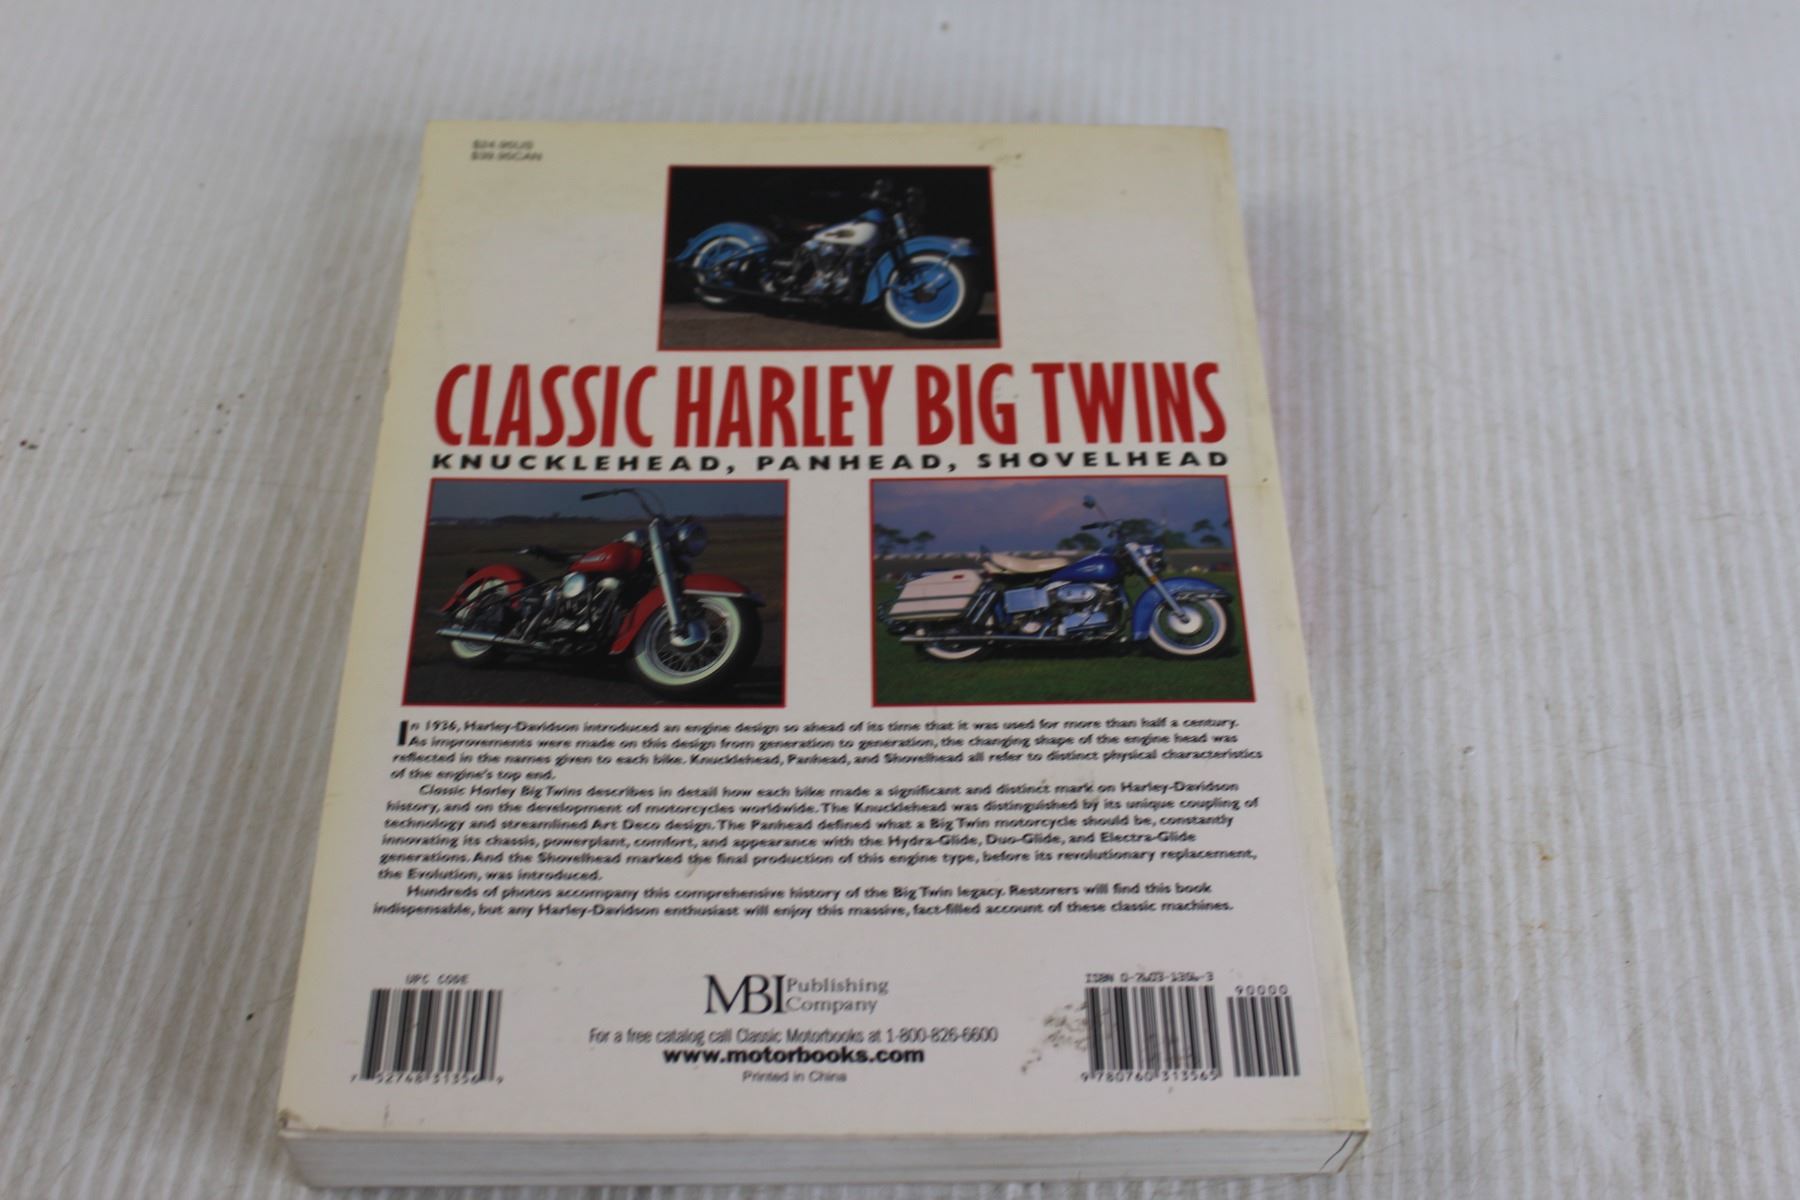 $24.95US
$39.95CAN
CLASSIC HARLEY BIG TWINS
KNUCKLEHEAD, PANHEAD, SHOVELHEAD
In 1936, Harley-Davidson introduced an engine design so ahead of its time that it was used for more than half a century.
As improvements were made on this design from generation to generation, the changing shape of the engine head was
reflected in the names given to each bike. Knucklehead, Panhead, and Shovelhead all refer to distinct physical characteristics
of the engine's top end.
Classic Harley Big Twins describes in detail how each bike made a significant and distinct mark on Harley-Davidson
history, and on the development of motorcycles worldwide. The Knucklehead was distinguished by its unique coupling of
technology and streamlined Art Deco design. The Panhead defined what a Big Twin motorcycle should be, constantly
innovating its chassis, powerplant, comfort, and appearance with the Hydra-Glide, Duo-Glide, and Electra-Glide
generations. And the Shovelhead marked the final production of this engine type, before its revolutionary replacement,
the Evolution, was introduced.
Hundreds of photos accompany this comprehensive history of the Big Twin legacy. Restorers will find this book
indispensable, but any Harley-Davidson enthusiast will enjoy this massive, fact-filled account of these classic machines.
UPC CODE
7 52748 31356 9
MBI Publishing
Company
For a free catalog call Classic Motorbooks at 1-800-826-6600
www.motorbooks.com
Printed in China
ISBN
90000
9 780760 313565